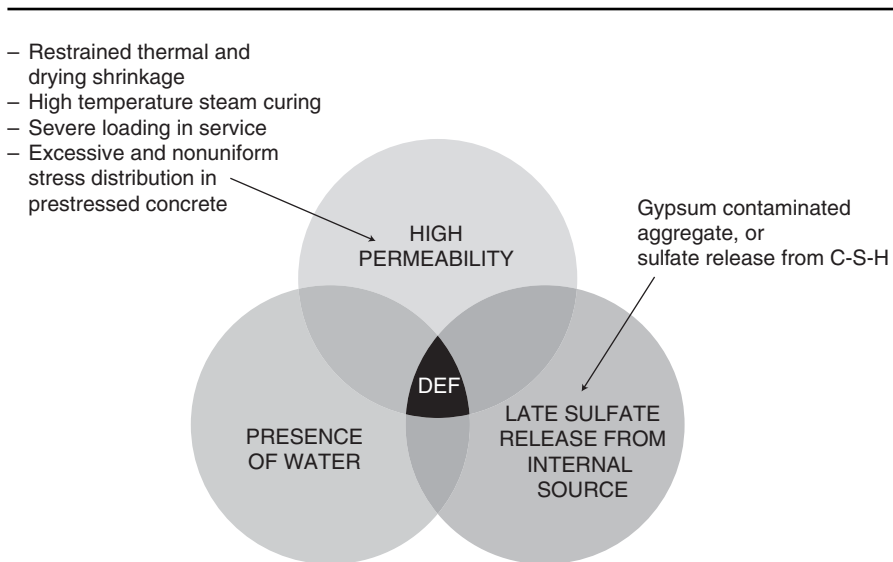 – Restrained thermal and
drying shrinkage
– High temperature steam curing
– Severe loading in service
– Excessive and nonuniform
stress distribution in
prestressed concrete
HIGH
PERMEABILITY
Gypsum contaminated
aggregate, or
sulfate release from C-S-H
DEF
PRESENCE
OF WATER
LATE SULFATE
RELEASE FROM
INTERNAL
SOURCE